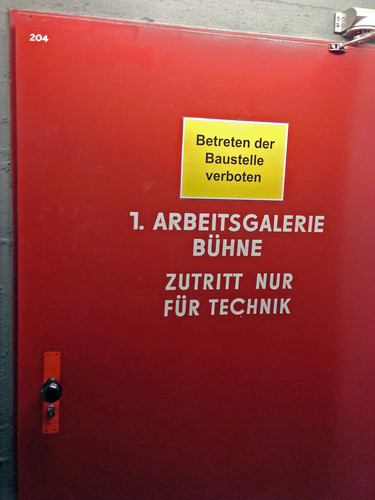 204
Betreten der
Baustelle
verboten
1. ARBEITSGALERIE
BÜHNE
ZUTRITT NUR
FÜR TECHNIK